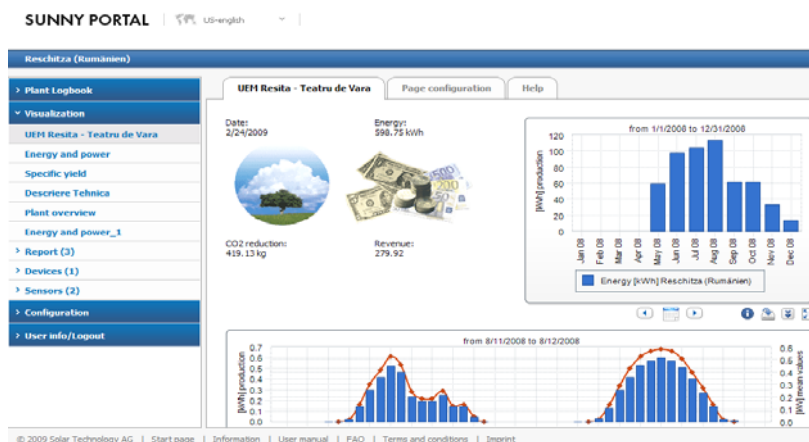 SUNNY PORTAL
US-english
Reschitza (Rumänien)
> Plant Logbook
Visualization
UEM Resita - Teatru de Vara
Energy and power
Specific yield
Descriere Tehnica
Plant overview
Energy and power_1
> Report (3)
> Devices (1)
> Sensors (2)
> Configuration
> User info/Logout
UEM Resita - Teatru de Vara
Page configuration
Help
Date:
2/24/2009
Energy:
598.75 kWh
CO2 reduction:
419.13 kg
Revenue:
279.92
from 1/1/2008 to 12/31/2008
[kWh] production
120
100
80
60
40
20
0
Jan 08
Feb 08
Mar 08
Apr 08
May 08
Jun 08
Jul 08
Aug 08
Sep 08
Oct 08
Nov 08
Dec 08
Energy [kWh] Reschitza (Rumänien)
from 8/11/2008 to 8/12/2008
[kWh] production
0.7
0.6
0.5
0.4
0.3
0.2
0.1
0.0
0.6
0.5
0.4
0.3
0.2
0.1
0.0
[kW] mean values
© 2009 Solar Technology AG | Start page | Information | User manual | FAQ | Terms and conditions | Imprint